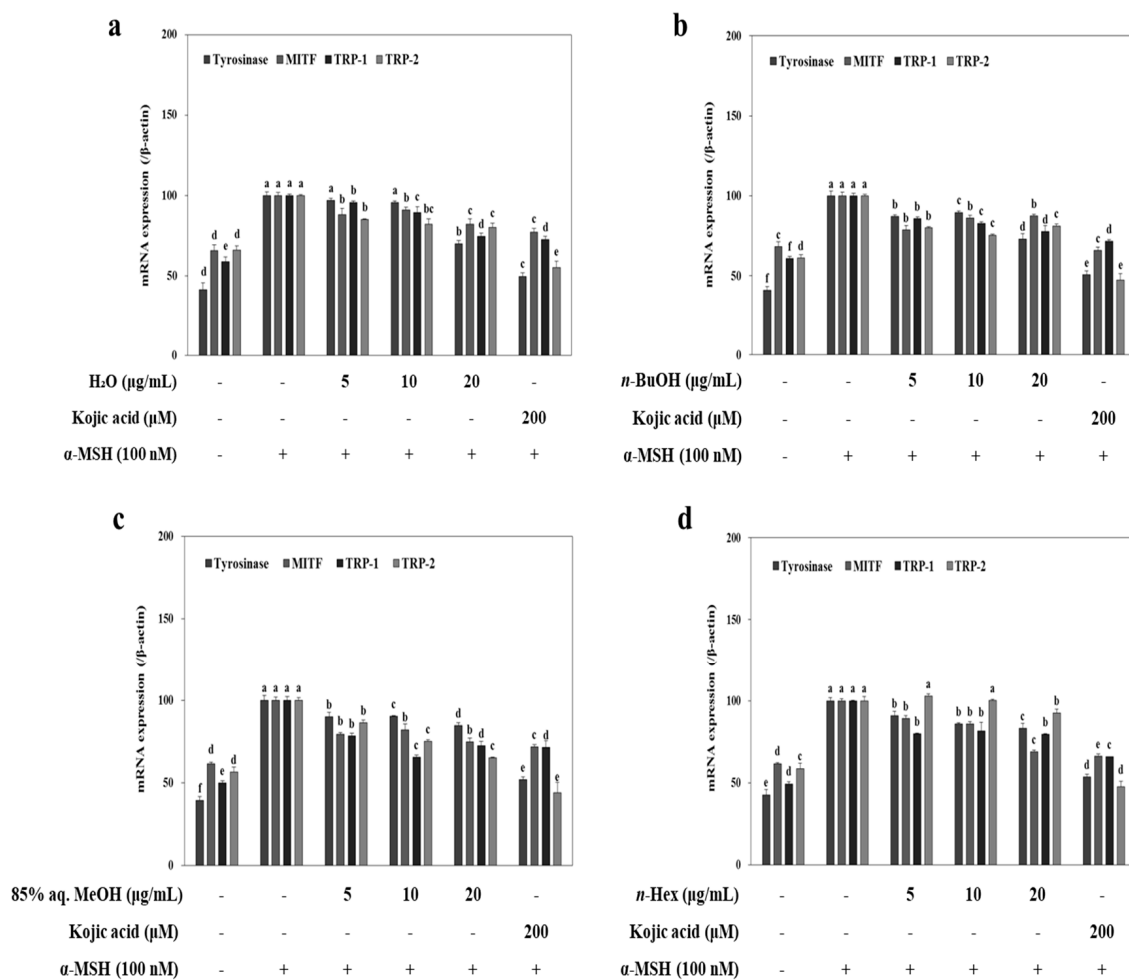 a
200
150
100
50
0
mRNA expression (/β-actin)
Tyrosinase MITF TRP-1 TRP-2
d d e d
a a a a
a b b b
a b c bc
b c d c
c c d e
H₂O (μg/mL) - - 5 10 20 -
Kojic acid (μM) - - - - - 200
α-MSH (100 nM) - + + + + +
b
200
150
100
50
0
mRNA expression (/β-actin)
Tyrosinase MITF TRP-1 TRP-2
f c f d
a a a a
b b b b
c b c c
d b d b
e c d e
n-BuOH (μg/mL) - - 5 10 20 -
Kojic acid (μM) - - - - - 200
α-MSH (100 nM) - + + + + +
c
200
150
100
50
0
mRNA expression (/β-actin)
Tyrosinase MITF TRP-1 TRP-2
f d e d
a a a a
b b b b
c b c c
d c c c
e c c e
85% aq. MeOH (μg/mL) - - 5 10 20 -
Kojic acid (μM) - - - - - 200
α-MSH (100 nM) - + + + + +
d
200
150
100
50
0
mRNA expression (/β-actin)
Tyrosinase MITF TRP-1 TRP-2
e d d c
a a a a
b b b a
b b b a
c c b b
d e c d
n-Hex (μg/mL) - - 5 10 20 -
Kojic acid (μM) - - - - - 200
α-MSH (100 nM) - + + + + +